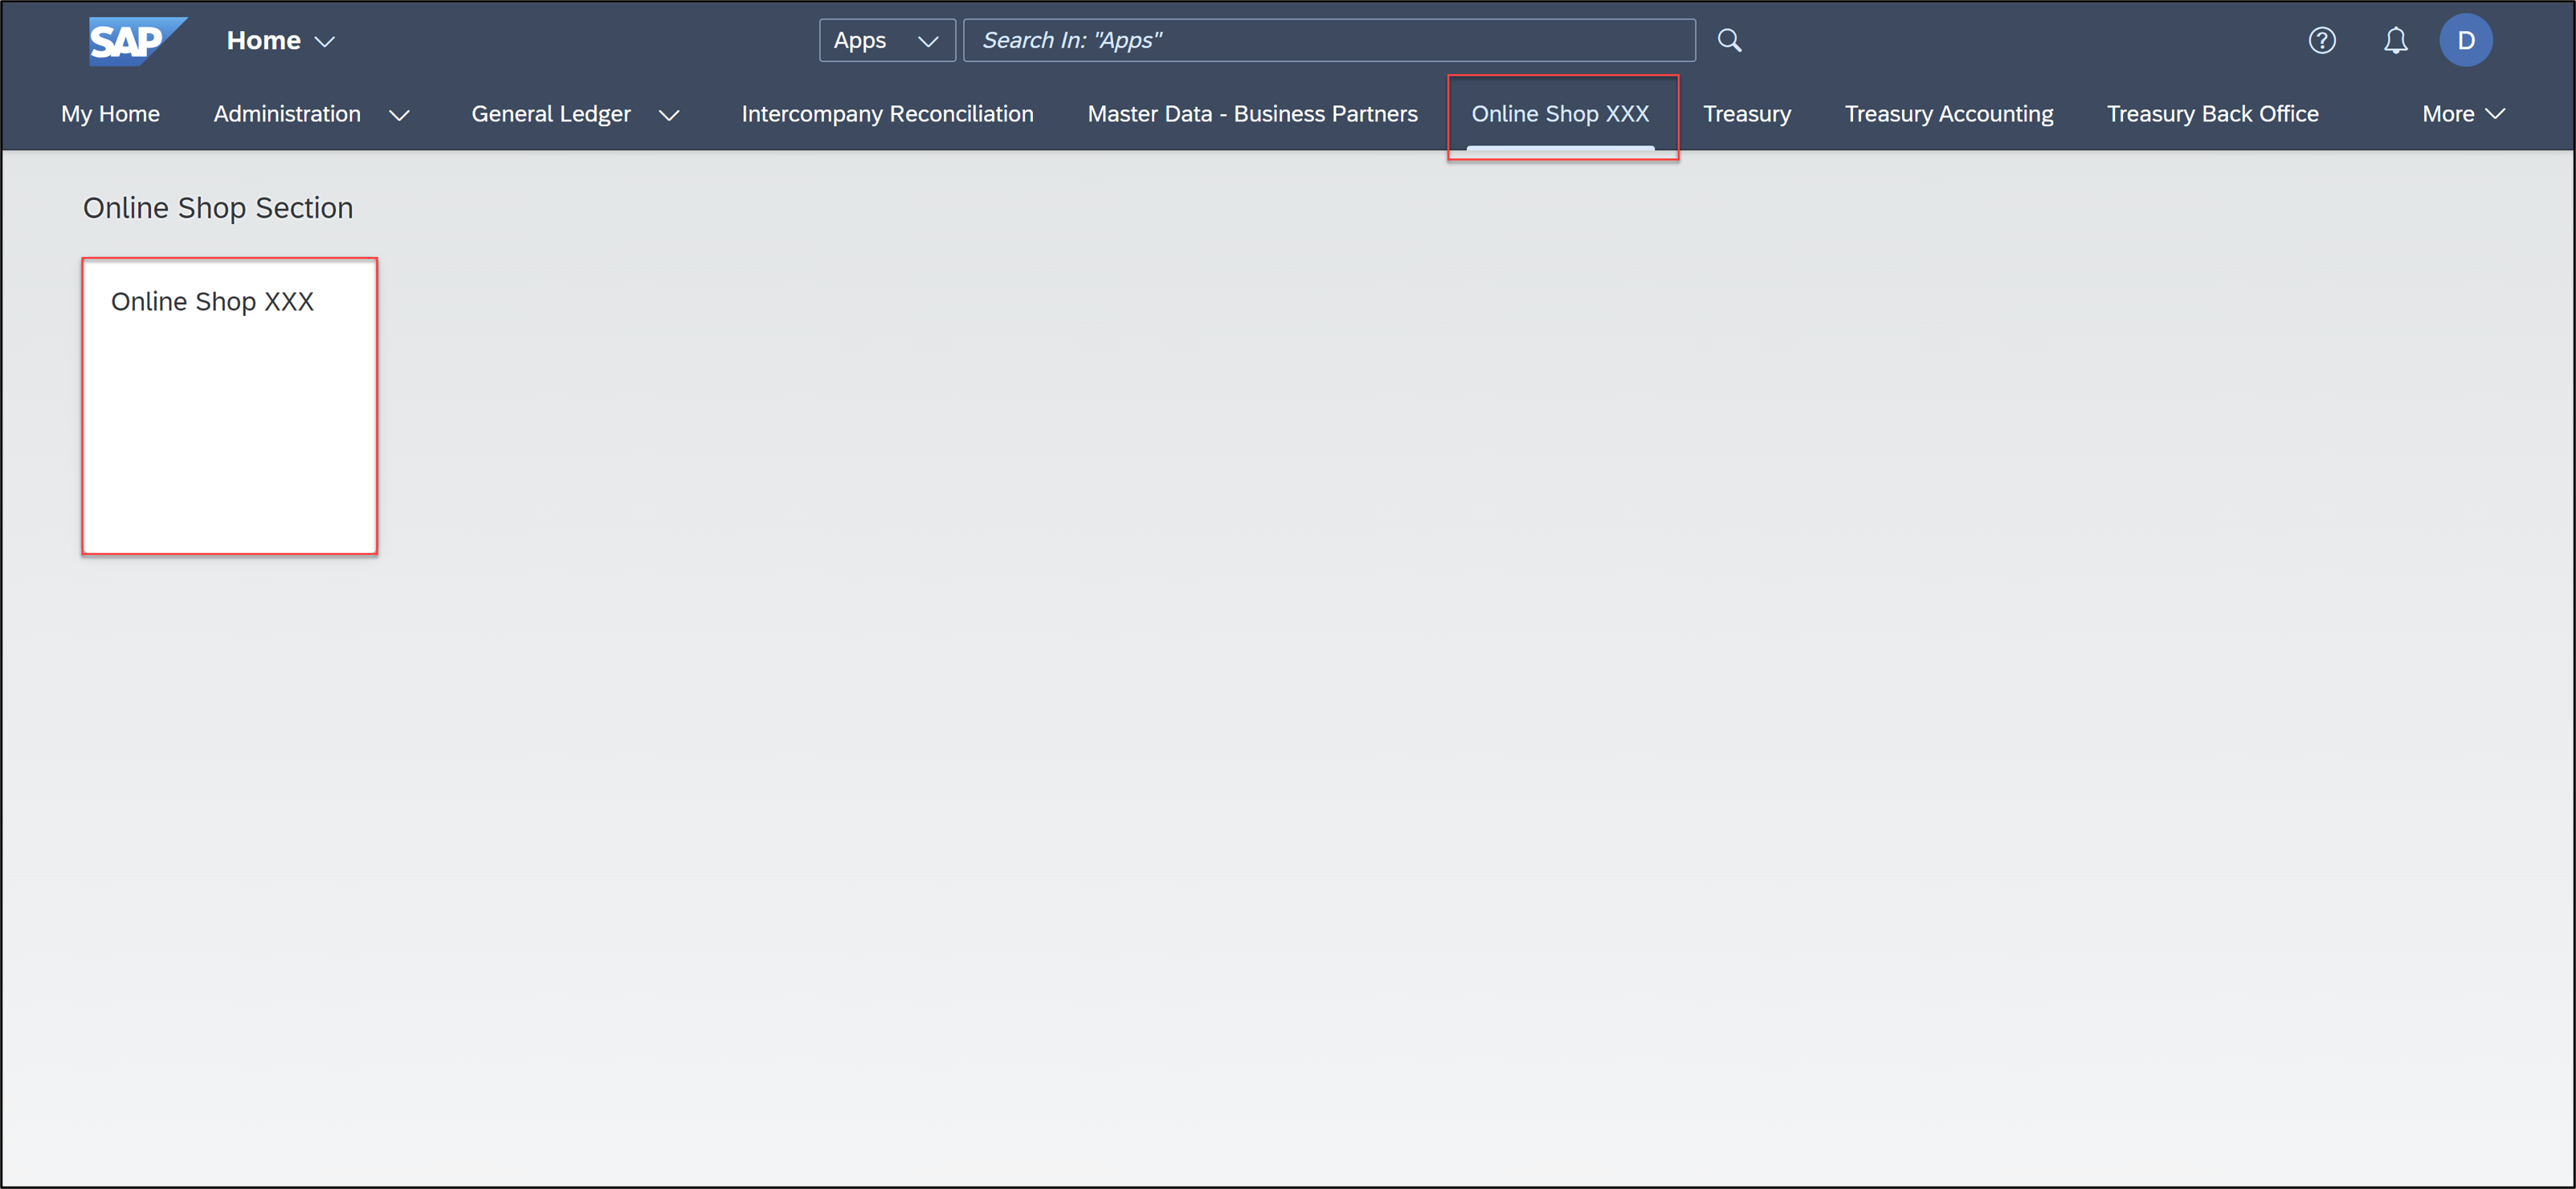 SAP Home
Apps Search In: "Apps" ? D
My Home Administration General Ledger Intercompany Reconciliation Master Data - Business Partners Online Shop XXX Treasury Treasury Accounting Treasury Back Office More
Online Shop Section
Online Shop XXX